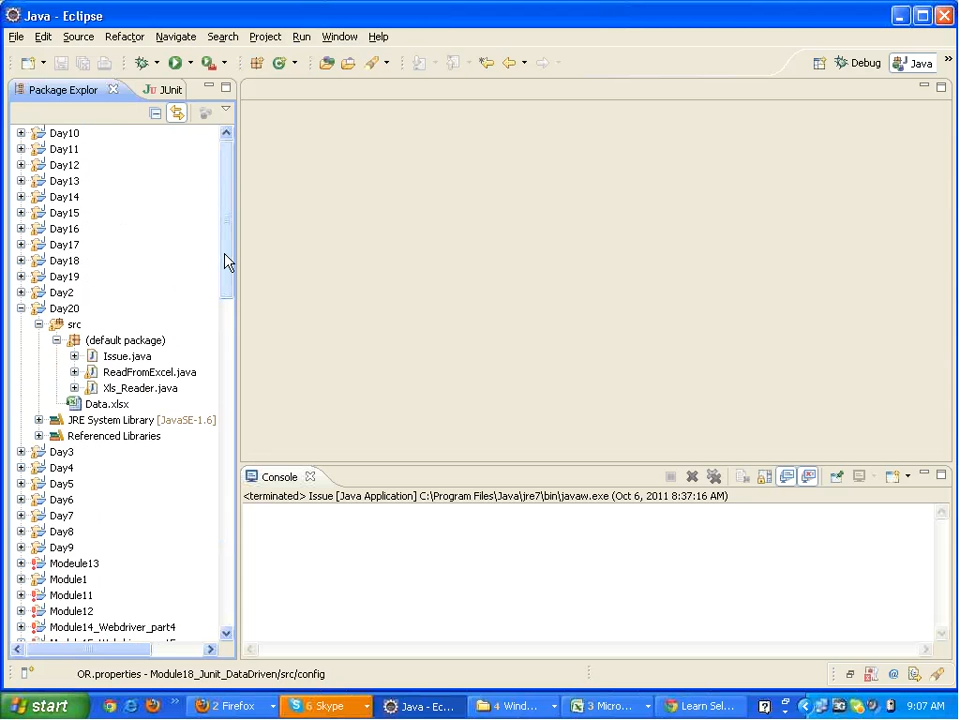 Java - Eclipse
File Edit Source Refactor Navigate Search Project Run Window Help
Debug Java »
Package Explor JUnit
Day10
Day11
Day12
Day13
Day14
Day15
Day16
Day17
Day18
Day19
Day2
Day20
src
(default package)
Issue.java
ReadFromExcel.java
Xls_Reader.java
Data.xlsx
JRE System Library [JavaSE-1.6]
Referenced Libraries
Day3
Day4
Day5
Day6
Day7
Day8
Day9
Modeule13
Module1
Module11
Module12
Module14_Webdriver_part4
Console
<terminated> Issue [Java Application] C:\Program Files\Java\jre7\bin\javaw.exe (Oct 6, 2011 8:37:16 AM)
OR.properties - Module18_Junit_DataDriven/src/config
start » 2 Firefox 6 Skype Java - Ec... 4 Wind... 3 Micro... Learn Sel... 9:07 AM